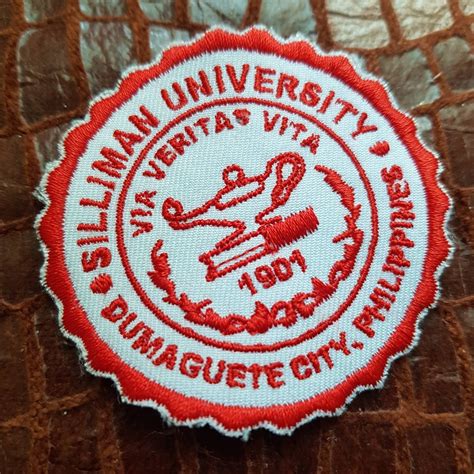 SILLIMAN UNIVERSITY
VIA VERITAS VITA
1901
DUMAGUETE CITY, PHILIPPINES